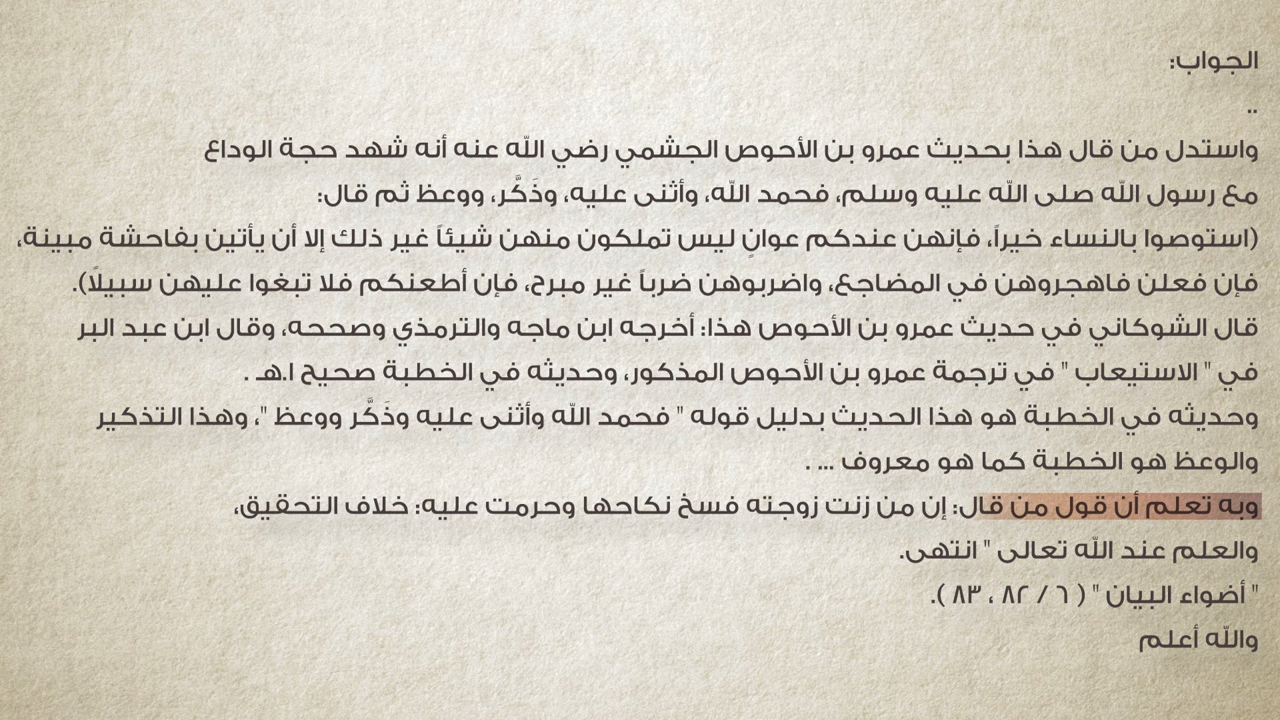 الجواب:
..
واستدل من قال هذا بحديث عمرو بن الأحوص الجشمي رضي الله عنه أنه شهد حجة الوداع
مع رسول الله صلى الله عليه وسلم، فحمد الله، وأثنى عليه، وذَكَّر، ووعظ ثم قال:
(استوصوا بالنساء خيراً، فإنهن عندكم عوانٍ ليس تملكون منهن شيئاً غير ذلك إلا أن يأتين بفاحشة مبينة،
فإن فعلن فاهجروهن في المضاجع، واضربوهن ضرباً غير مبرح، فإن أطعنكم فلا تبغوا عليهن سبيلاً).
قال الشوكاني في حديث عمرو بن الأحوص هذا: أخرجه ابن ماجه والترمذي وصححه، وقال ابن عبد البر
في " الاستيعاب " في ترجمة عمرو بن الأحوص المذكور، وحديثه في الخطبة صحيح ا.هـ .
وحديثه في الخطبة هو هذا الحديث بدليل قوله " فحمد الله وأثنى عليه وذَكَّر ووعظ "، وهذا التذكير
والوعظ هو الخطبة كما هو معروف ... .
وبه تعلم أن قول من قال: إن من زنت زوجته فسخ نكاحها وحرمت عليه: خلاف التحقيق،
والعلم عند الله تعالى " انتهى.
" أضواء البيان " ( ٦ / ٨٢ ، ٨٣ ).
والله أعلم